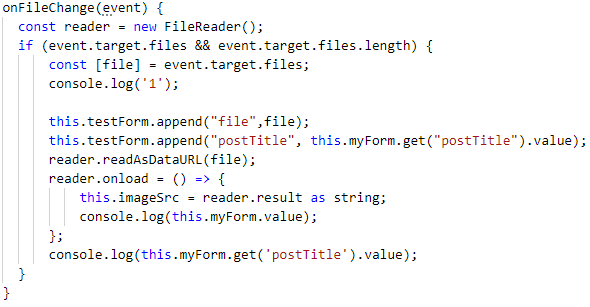 onFileChange(event) {
  const reader = new FileReader();
  if (event.target.files && event.target.files.length) {
      const [file] = event.target.files;
      console.log('1');

      this.testForm.append("file",file);
      this.testForm.append("postTitle", this.myForm.get("postTitle").value);
      reader.readAsDataURL(file);
      reader.onload = () => {
          this.imageSrc = reader.result as string;
          console.log(this.myForm.value);
      };
      console.log(this.myForm.get('postTitle').value);
  }
}